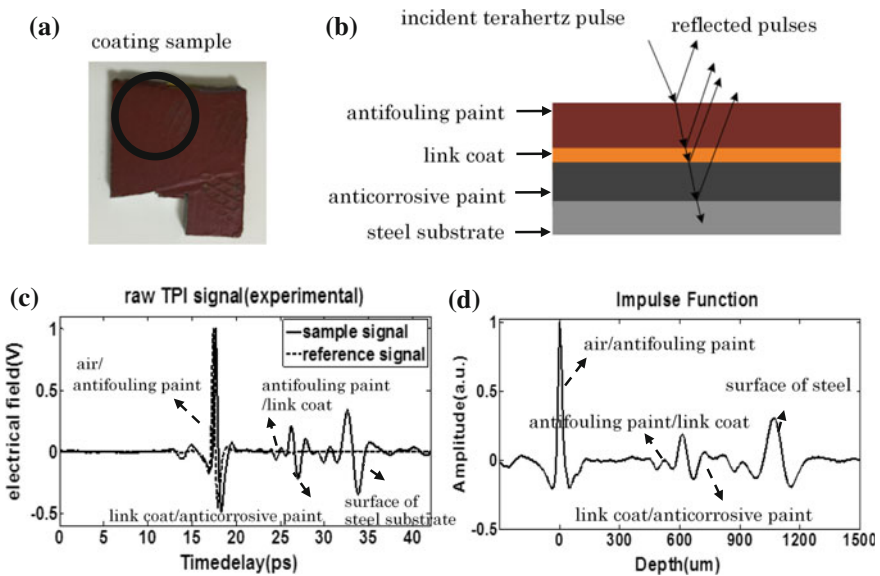 (a)
coating sample
(b)
incident terahertz pulse
reflected pulses
antifouling paint
link coat
anticorrosive paint
steel substrate
(c)
raw TPI signal(experimental)
electrical field(V)
1
0.5
0
-0.5
sample signal
reference signal
air/
antifouling paint
antifouling paint
/link coat
link coat/anticorrosive paint
surface of
steel substrate
0 5 10 15 20 25 30 35 40
Timedelay(ps)
(d)
Impulse Function
Amplitude(a.u.)
1
0.5
0
-0.5
air/antifouling paint
surface of steel
antifouling paint/link coat
link coat/anticorrosive paint
0 300 600 900 1200 1500
Depth(um)